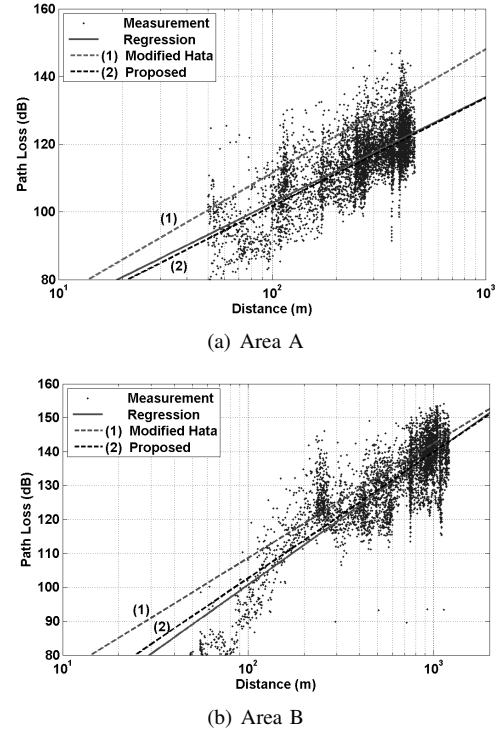 160
140
120
100
80
Path Loss (dB)
Measurement
Regression
(1) Modified Hata
(2) Proposed
(1)
(2)
10^1
10^2
10^3
Distance (m)
(a) Area A
160
150
140
130
120
110
100
90
80
Path Loss (dB)
Measurement
Regression
(1) Modified Hata
(2) Proposed
(1)
(2)
10^1
10^2
10^3
Distance (m)
(b) Area B